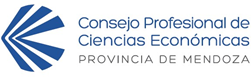 Consejo Profesional de
Ciencias Económicas
PROVINCIA DE MENDOZA